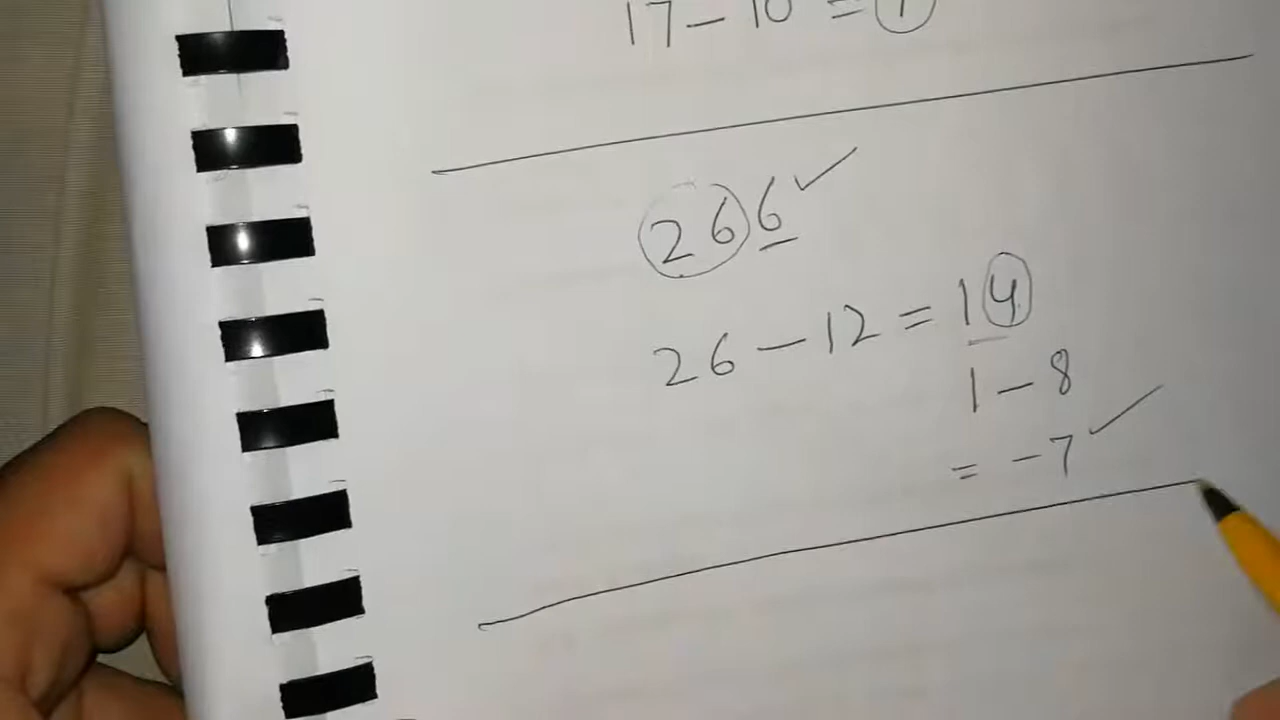 17 - 10 = 7
266 ✓
26 - 12 = 14
1 - 8
= -7 ✓